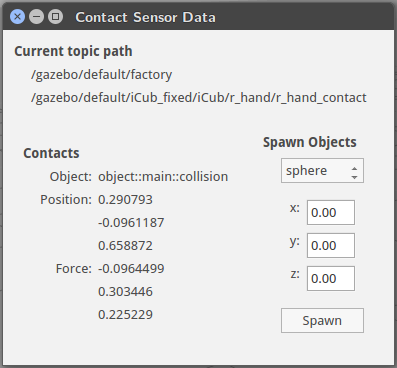 Contact Sensor Data
Current topic path
/gazebo/default/factory
/gazebo/default/iCub_fixed/iCub/r_hand/r_hand_contact
Contacts
Object: object::main::collision
Position: 0.290793
-0.0961187
0.658872
Force: -0.0964499
0.303446
0.225229
Spawn Objects
sphere
x: 0.00
y: 0.00
z: 0.00
Spawn